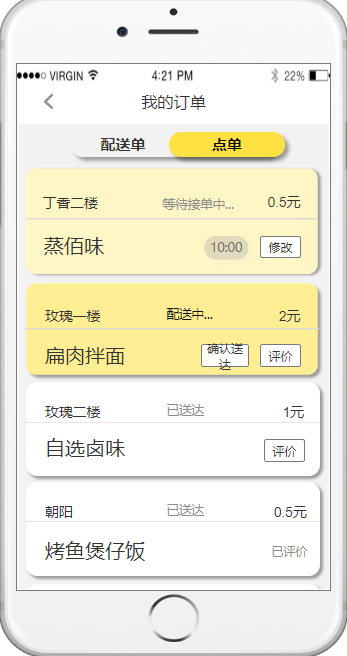 VIRGIN 4:21 PM 22%
我的订单
配送单 点单
丁香二楼 等待接单中... 0.5元
蒸佰味 10:00 修改
玫瑰一楼 配送中... 2元
扁肉拌面 确认送达 评价
玫瑰二楼 已送达 1元
自选卤味 评价
朝阳 已送达 0.5元
烤鱼煲仔饭 已评价